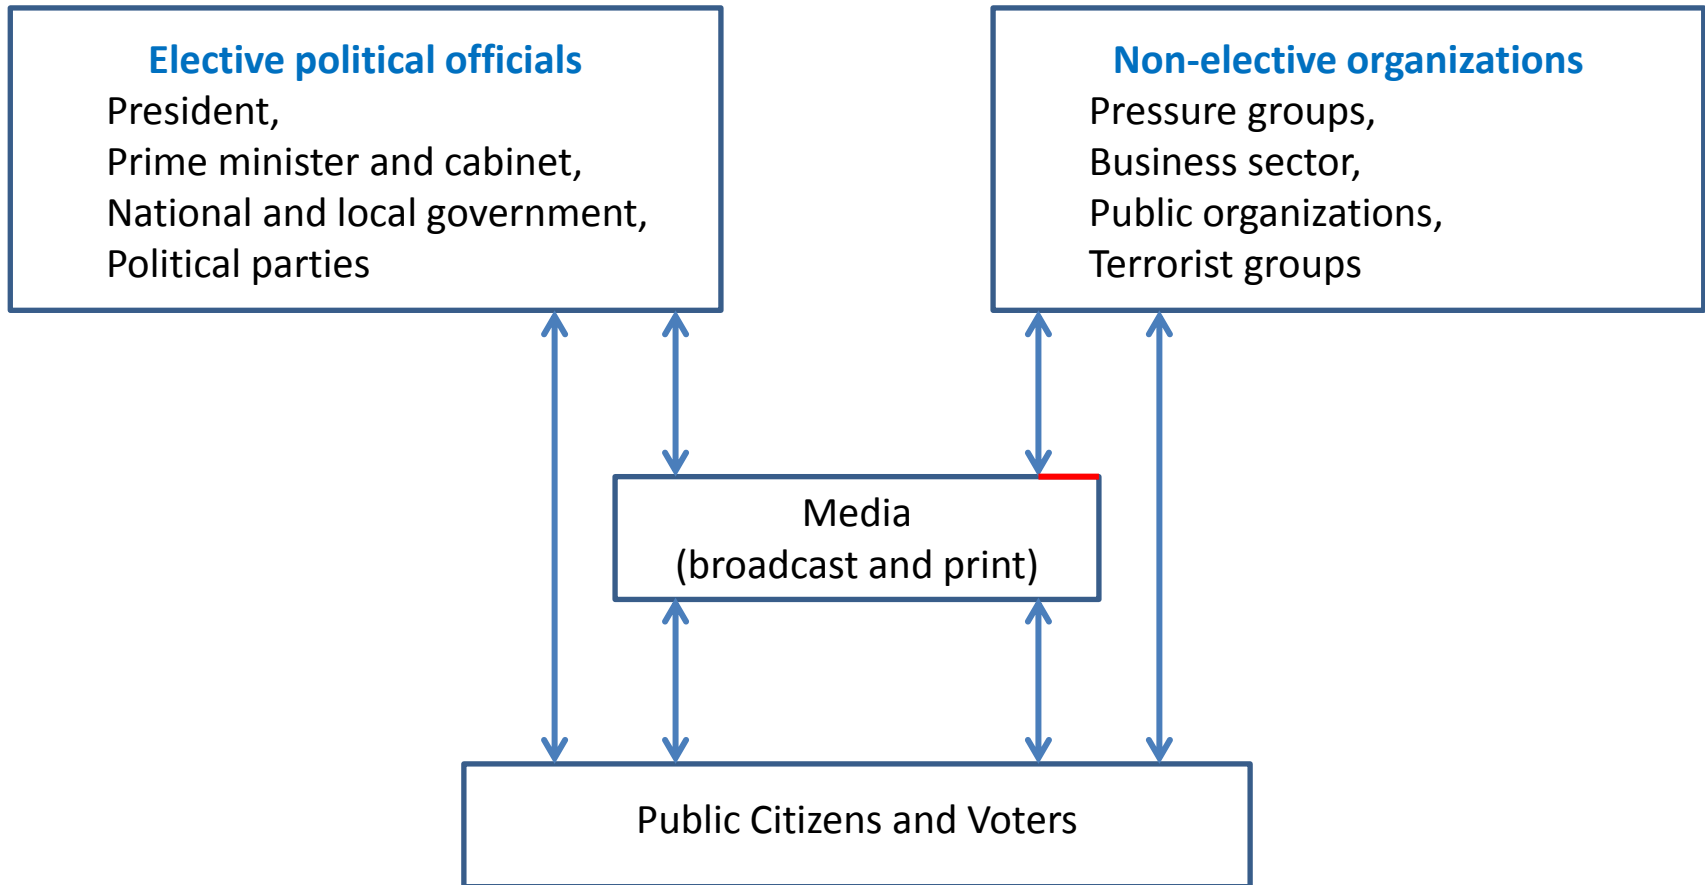 Elective political officials
President,
Prime minister and cabinet,
National and local government,
Political parties
Non-elective organizations
Pressure groups,
Business sector,
Public organizations,
Terrorist groups
Media
(broadcast and print)
Public Citizens and Voters